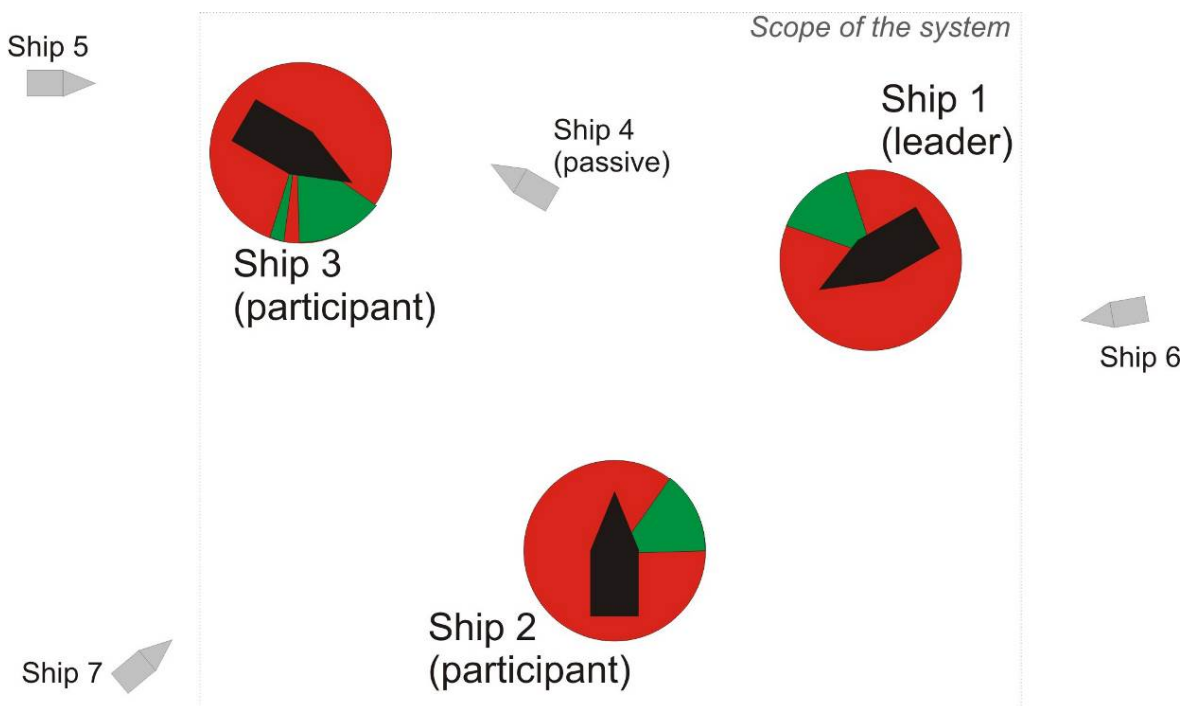 Scope of the system
Ship 5
Ship 1
(leader)
Ship 4
(passive)
Ship 3
(participant)
Ship 6
Ship 2
(participant)
Ship 7